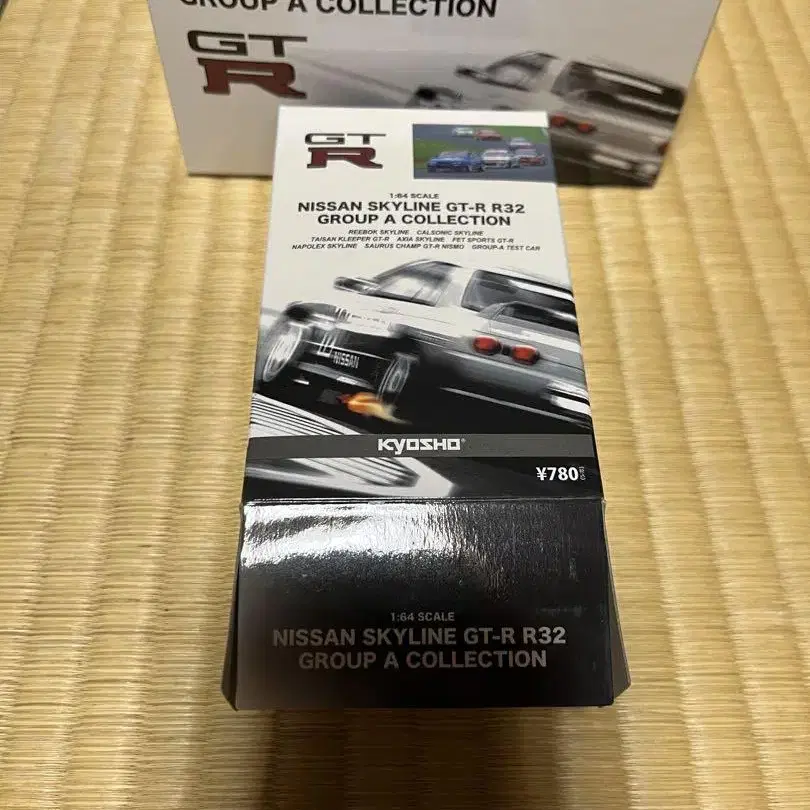 GROUP A COLLECTION
GT
R
GT
R
1:64 SCALE
NISSAN SKYLINE GT-R R32
GROUP A COLLECTION
REEBOK SKYLINE CALSONIC SKYLINE
TAISAN KLEEPER GT-R AXIA SKYLINE FET SPORTS GT-R
NAPOLEX SKYLINE SAURUS CHAMP GT-R NISMO GROUP-A TEST CAR
NISSAN
KYOSHO®
¥780
1:64 SCALE
NISSAN SKYLINE GT-R R32
GROUP A COLLECTION